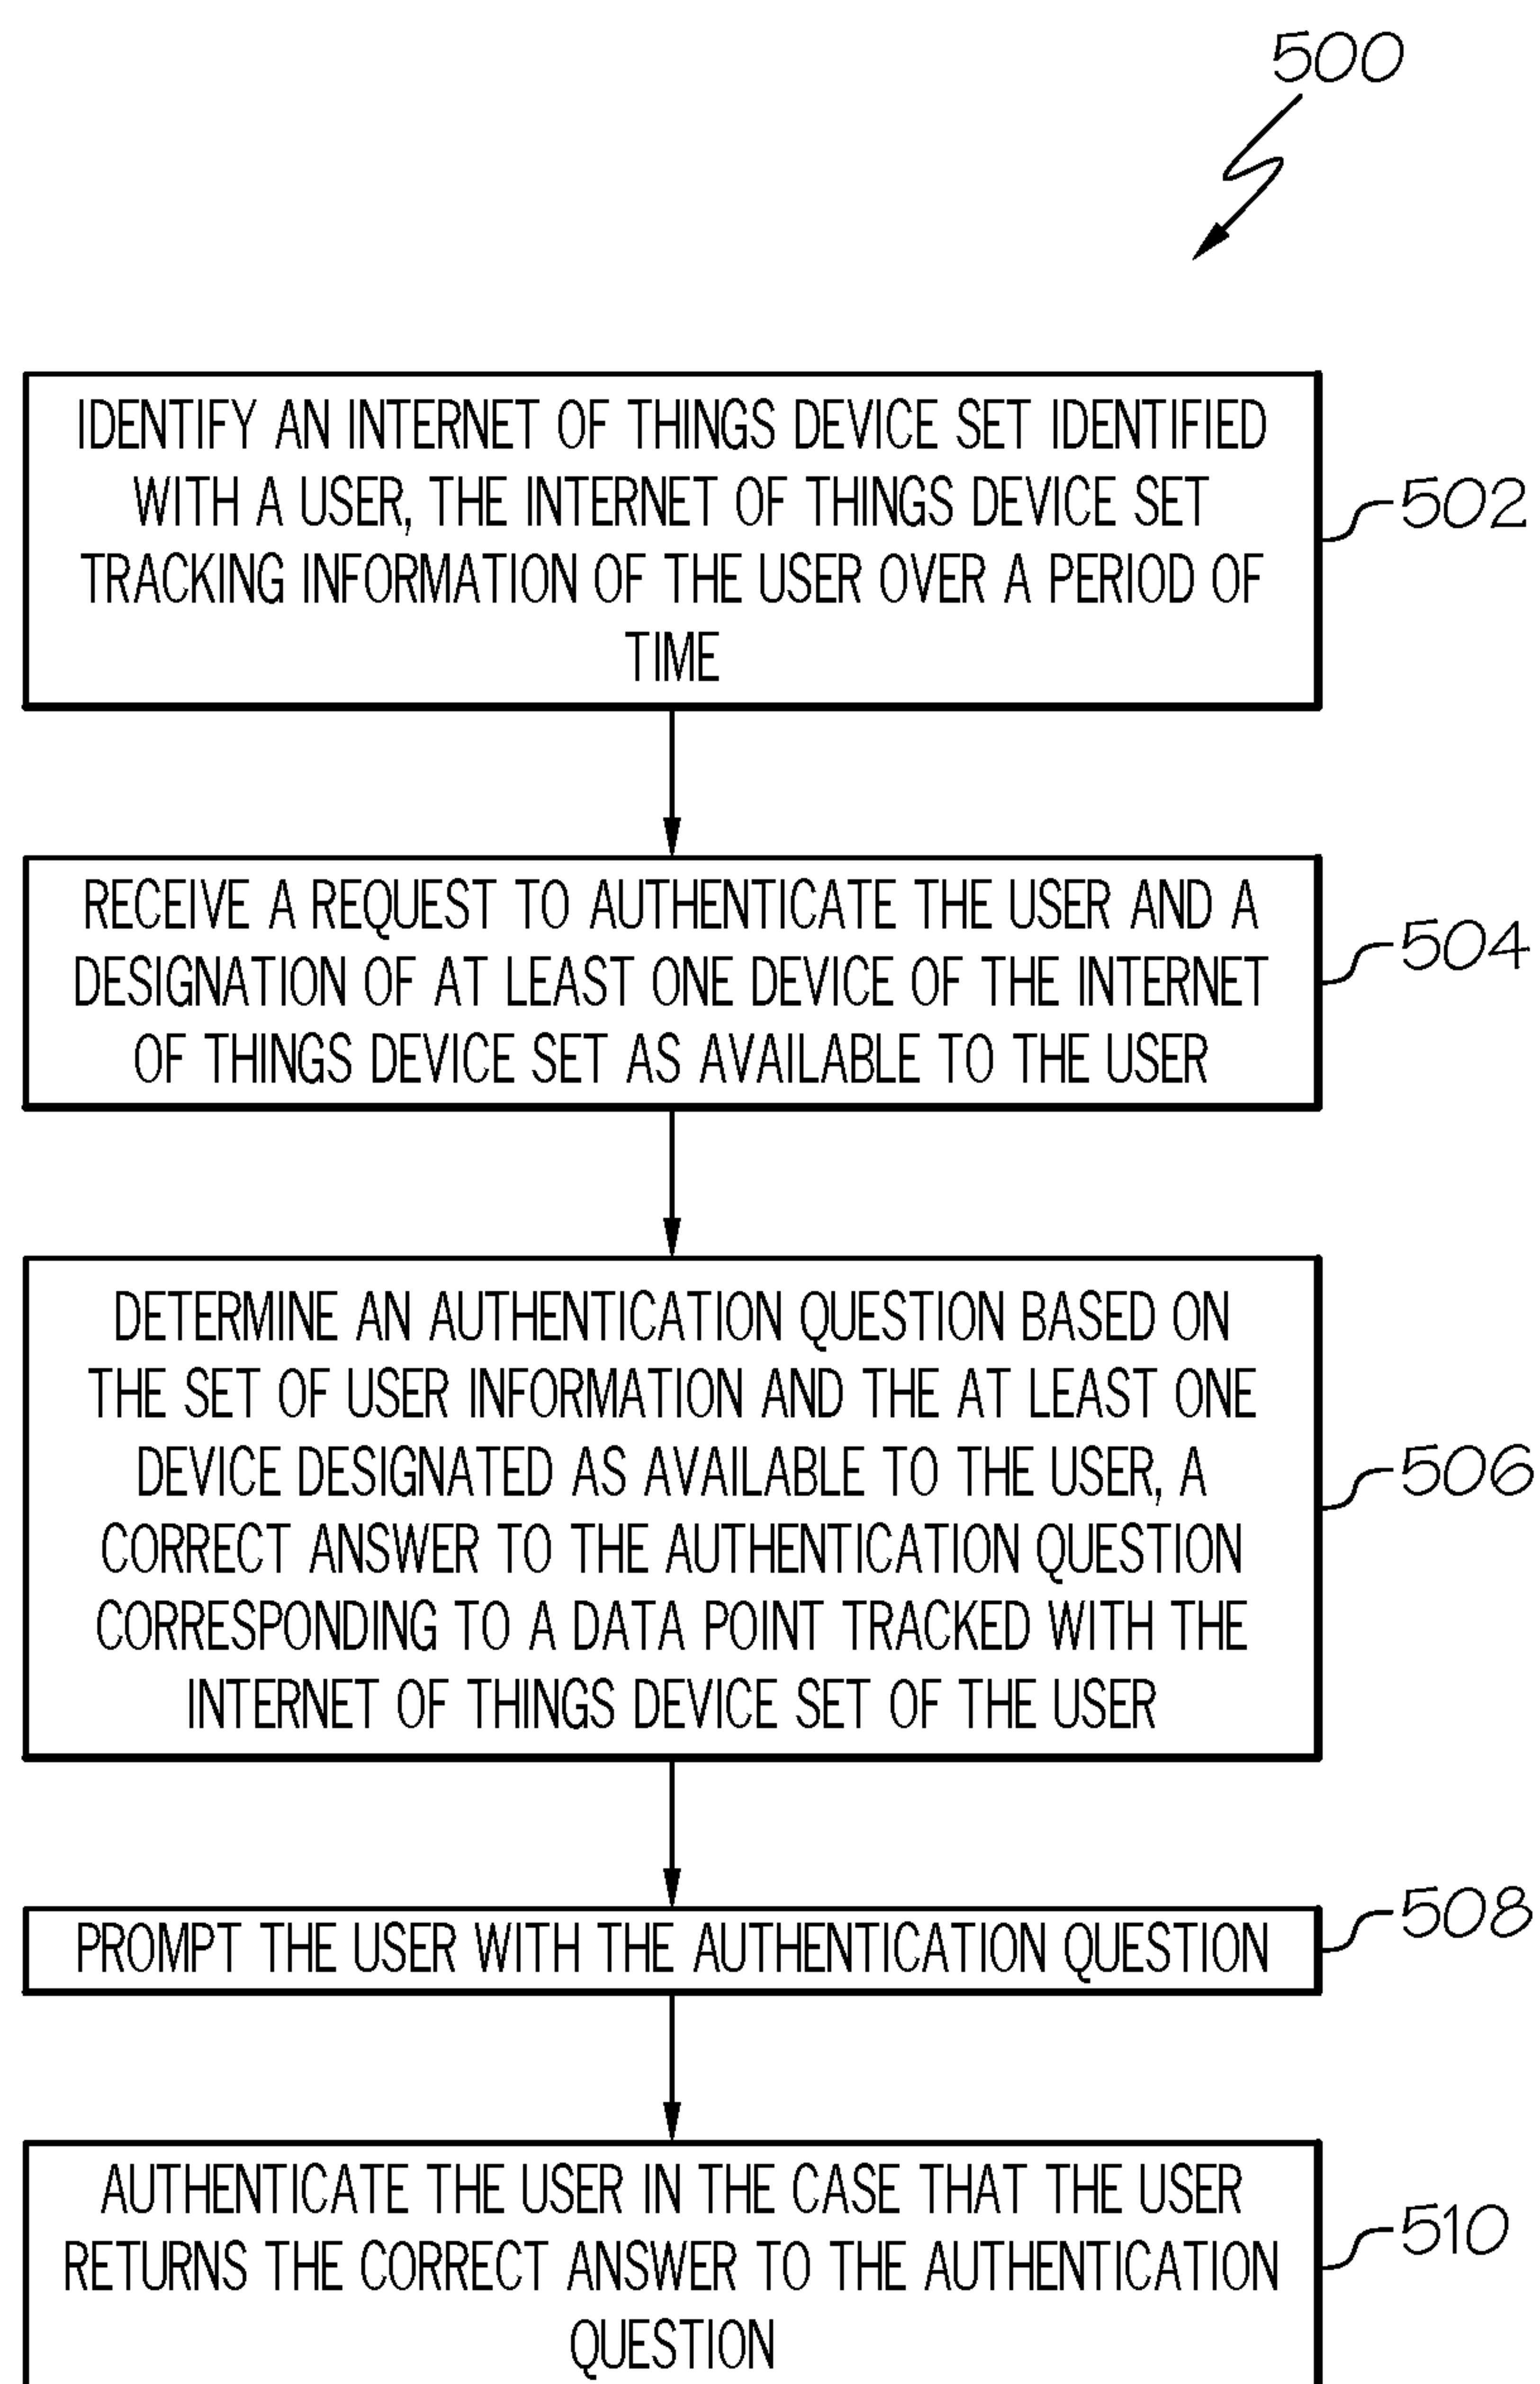 500
IDENTIFY AN INTERNET OF THINGS DEVICE SET IDENTIFIED
WITH A USER, THE INTERNET OF THINGS DEVICE SET
TRACKING INFORMATION OF THE USER OVER A PERIOD OF
TIME
502
RECEIVE A REQUEST TO AUTHENTICATE THE USER AND A
DESIGNATION OF AT LEAST ONE DEVICE OF THE INTERNET
OF THINGS DEVICE SET AS AVAILABLE TO THE USER
504
DETERMINE AN AUTHENTICATION QUESTION BASED ON
THE SET OF USER INFORMATION AND THE AT LEAST ONE
DEVICE DESIGNATED AS AVAILABLE TO THE USER, A
CORRECT ANSWER TO THE AUTHENTICATION QUESTION
CORRESPONDING TO A DATA POINT TRACKED WITH THE
INTERNET OF THINGS DEVICE SET OF THE USER
506
PROMPT THE USER WITH THE AUTHENTICATION QUESTION
508
AUTHENTICATE THE USER IN THE CASE THAT THE USER
RETURNS THE CORRECT ANSWER TO THE AUTHENTICATION
QUESTION
510